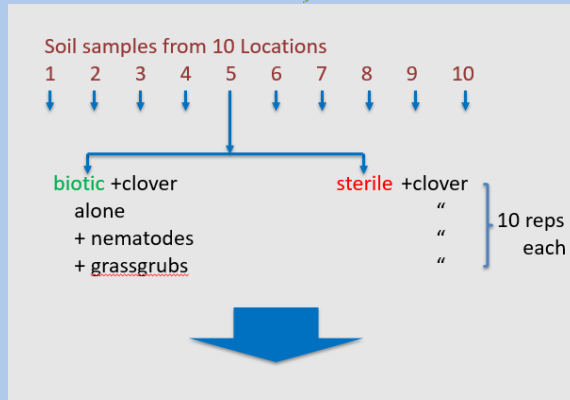 Soil samples from 10 Locations
1 2 3 4 5 6 7 8 9 10
biotic +clover sterile +clover
alone “
+ nematodes “
+ grassgrubs “
10 reps
each